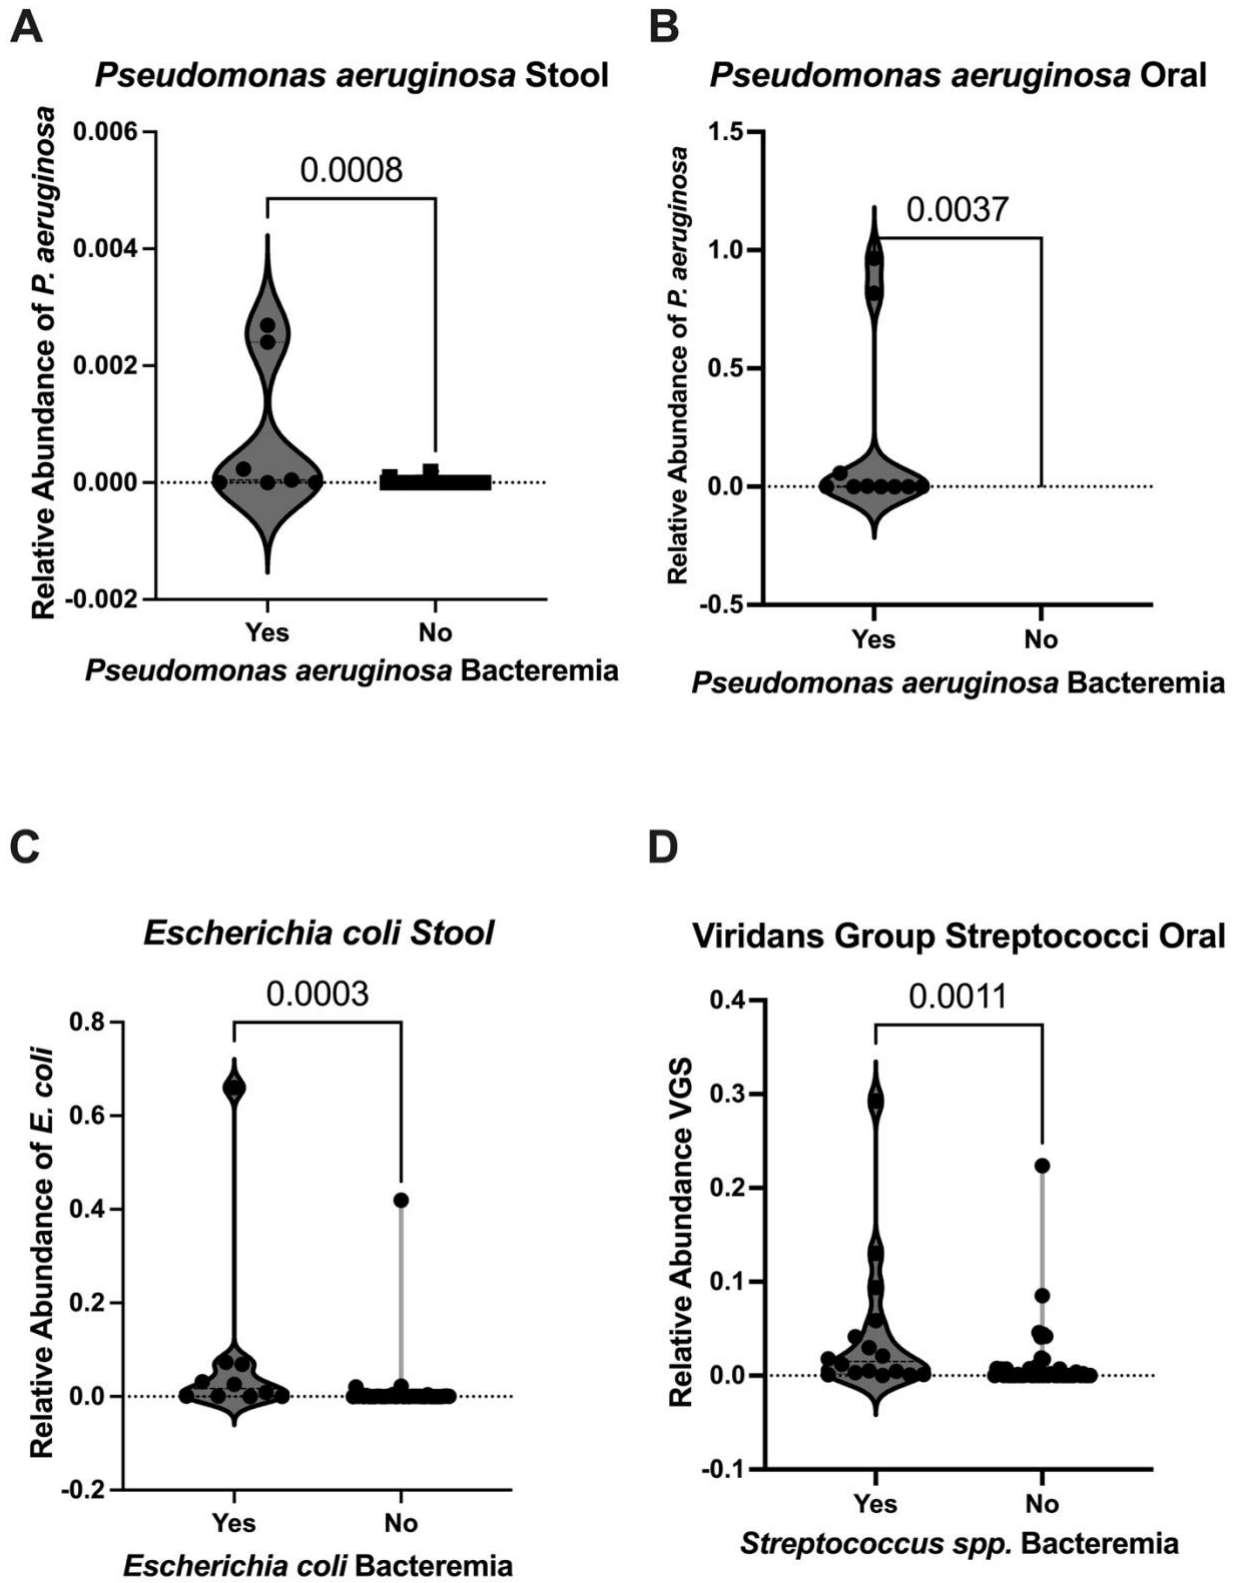 A
Pseudomonas aeruginosa Stool
Relative Abundance of P. aeruginosa
0.006
0.004
0.002
0.000
-0.002
0.0008
Yes
No
Pseudomonas aeruginosa Bacteremia
B
Pseudomonas aeruginosa Oral
Relative Abundance of P. aeruginosa
1.5
1.0
0.5
0.0
-0.5
0.0037
Yes
No
Pseudomonas aeruginosa Bacteremia
C
Escherichia coli Stool
Relative Abundance of E. coli
0.8
0.6
0.4
0.2
0.0
-0.2
0.0003
Yes
No
Escherichia coli Bacteremia
D
Viridans Group Streptococci Oral
Relative Abundance VGS
0.4
0.3
0.2
0.1
0.0
-0.1
0.0011
Yes
No
Streptococcus spp. Bacteremia